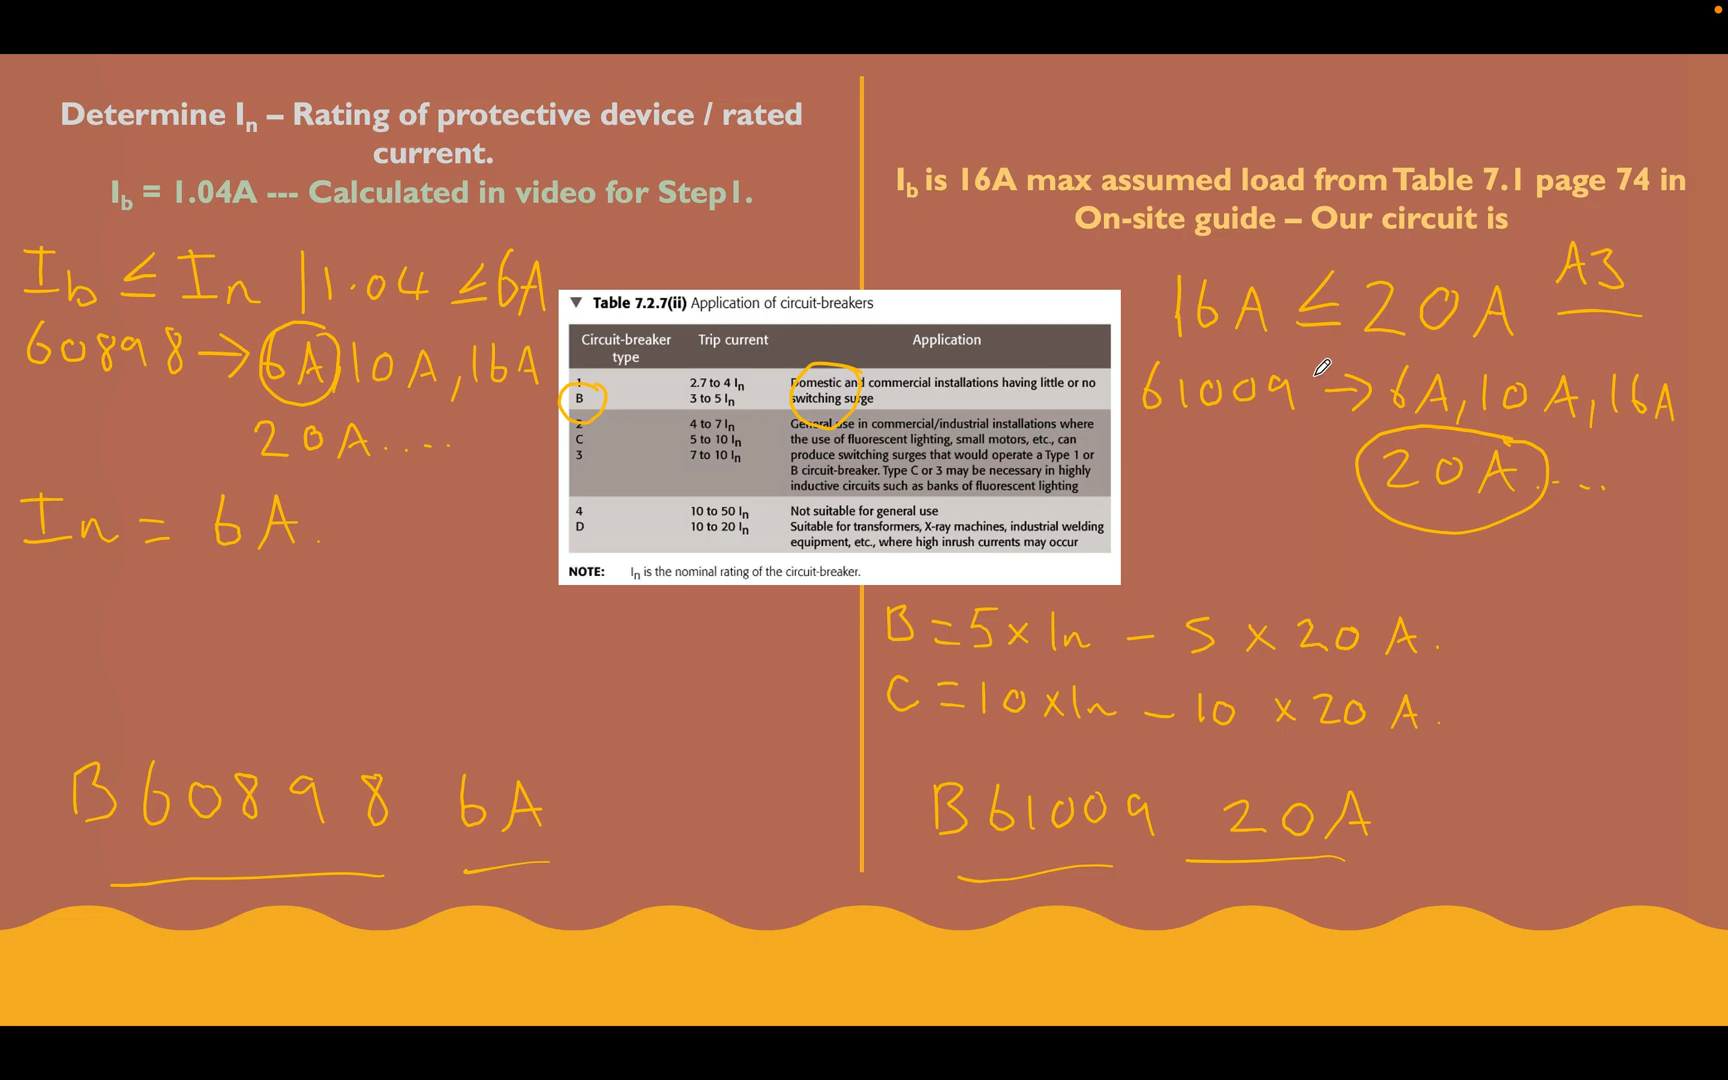 Determine In – Rating of protective device / rated
current.
Ib = 1.04A --- Calculated in video for Step1.
Ib ≤ In | 1.04 ≤ 6A
60898 → 6A, 10A, 16A
20A....
In = 6A.
B60898 6A
▼ Table 7.2.7(ii) Application of circuit-breakers
Circuit-breaker type Trip current Application
1 2.7 to 4 In Domestic and commercial installations having little or no
B 3 to 5 In switching surge
2 4 to 7 In General use in commercial/industrial installations where
C 5 to 10 In the use of fluorescent lighting, small motors, etc., can
3 7 to 10 In produce switching surges that would operate a Type 1 or
B circuit-breaker. Type C or 3 may be necessary in highly
inductive circuits such as banks of fluorescent lighting
4 10 to 50 In Not suitable for general use
D 10 to 20 In Suitable for transformers, X-ray machines, industrial welding
equipment, etc., where high inrush currents may occur
NOTE: In is the nominal rating of the circuit-breaker.
Ib is 16A max assumed load from Table 7.1 page 74 in
On-site guide – Our circuit is
A3
16A ≤ 20A
61009 → 6A, 10A, 16A
20A....
B = 5 x In - 5 x 20A.
C = 10 x In - 10 x 20A.
B61009 20A